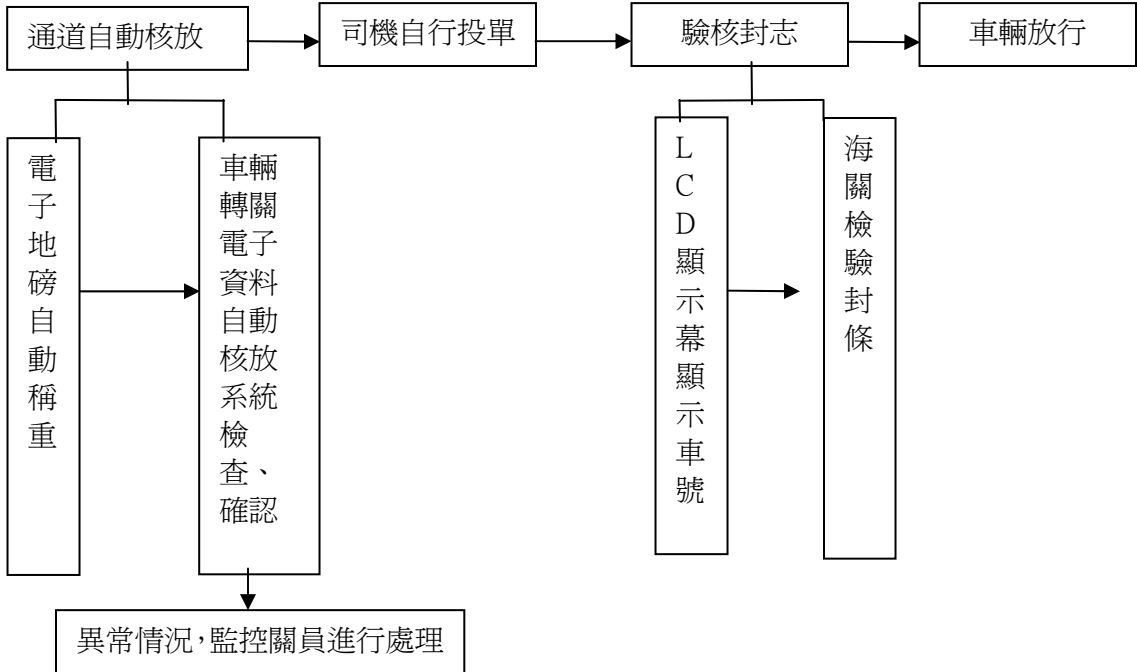 通道自動核放
司機自行投單
驗核封志
車輛放行
電子地磅自動稱重
車輛
轉關
電子
資料
自動
核放
系統
檢
查、
確認
LCD顯示幕顯示車號
海關檢驗封條
異常情況，監控關員進行處理